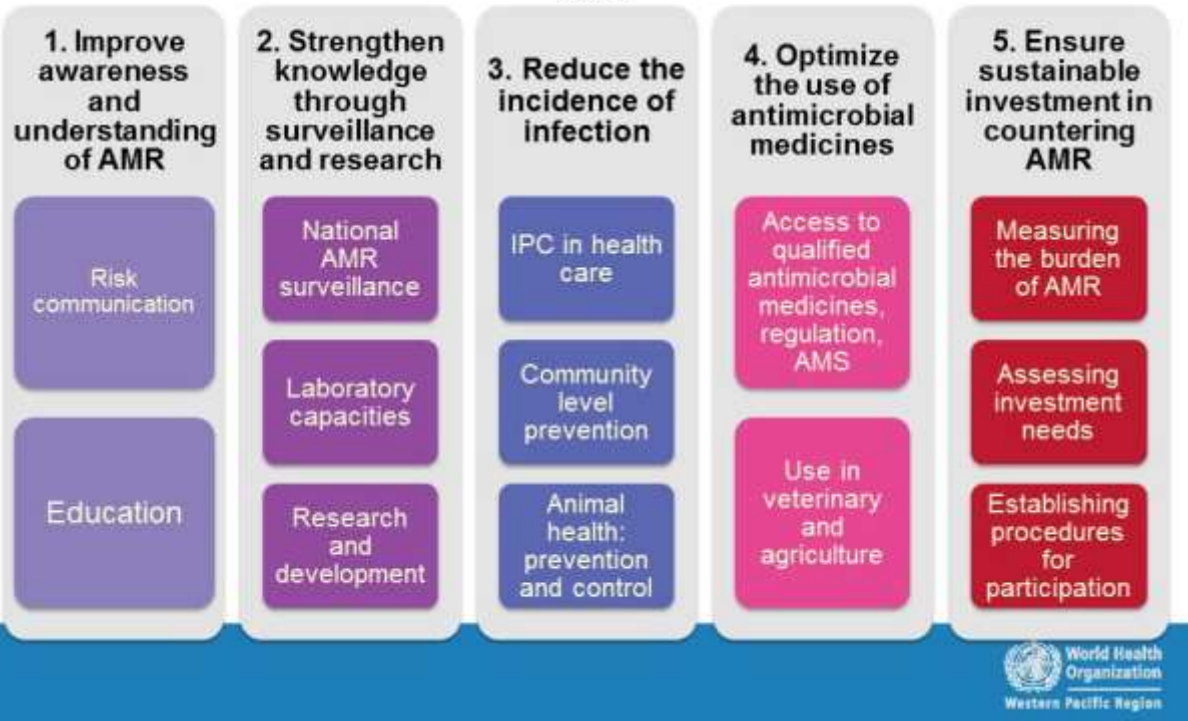 1. Improve
awareness
and
understanding
of AMR
Risk
communication
Education
2. Strengthen
knowledge
through
surveillance
and research
National
AMR
surveillance
Laboratory
capacities
Research
and
development
3. Reduce the
incidence of
infection
IPC in health
care
Community
level
prevention
Animal
health:
prevention
and control
4. Optimize
the use of
antimicrobial
medicines
Access to
qualified
antimicrobial
medicines,
regulation,
AMS
Use in
veterinary
and
agriculture
5. Ensure
sustainable
investment in
countering
AMR
Measuring
the burden
of AMR
Assessing
investment
needs
Establishing
procedures
for
participation
World Health
Organization
Western Pacific Region